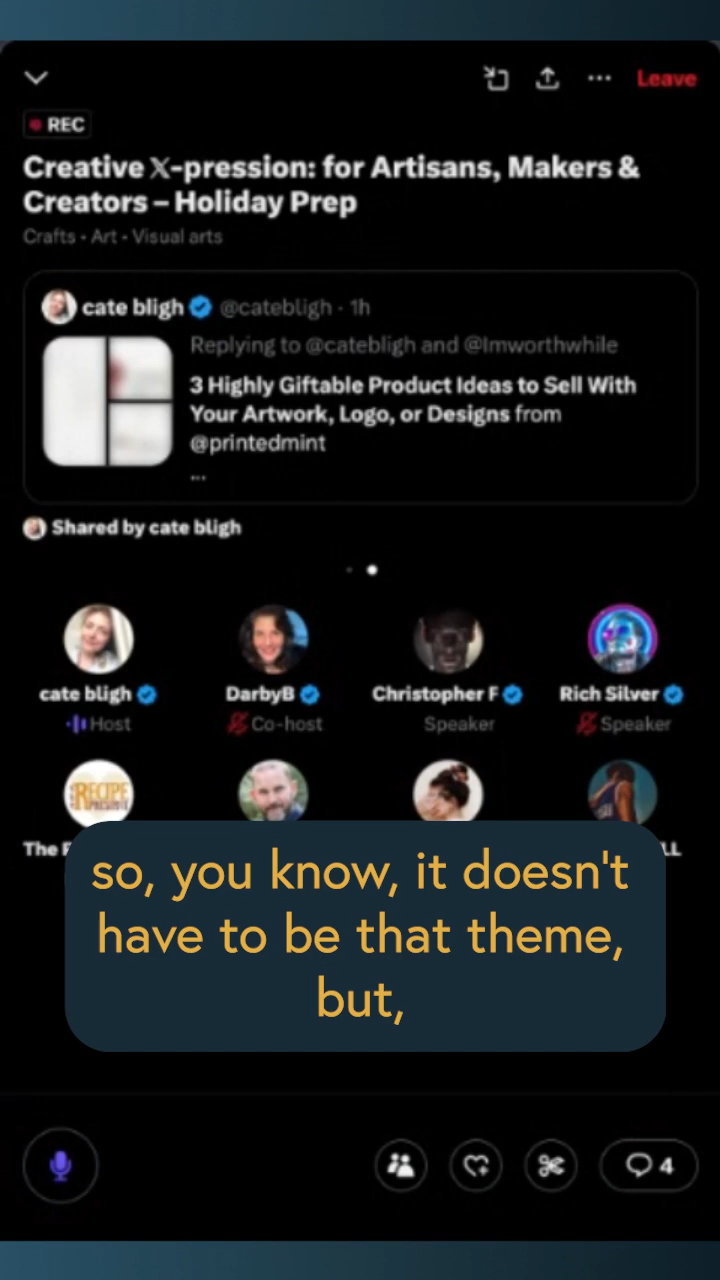 Leave
REC
Creative X-pression: for Artisans, Makers &
Creators – Holiday Prep
Crafts • Art • Visual arts
cate bligh @catebligh · 1h
Replying to @catebligh and @Imworthwhile
3 Highly Giftable Product Ideas to Sell With
Your Artwork, Logo, or Designs from
@printedmint
...
Shared by cate bligh
cate bligh DarbyB Christopher F Rich Silver
Host Co-host Speaker Speaker
RECIPE
The
LL
so, you know, it doesn't
have to be that theme,
but,
4